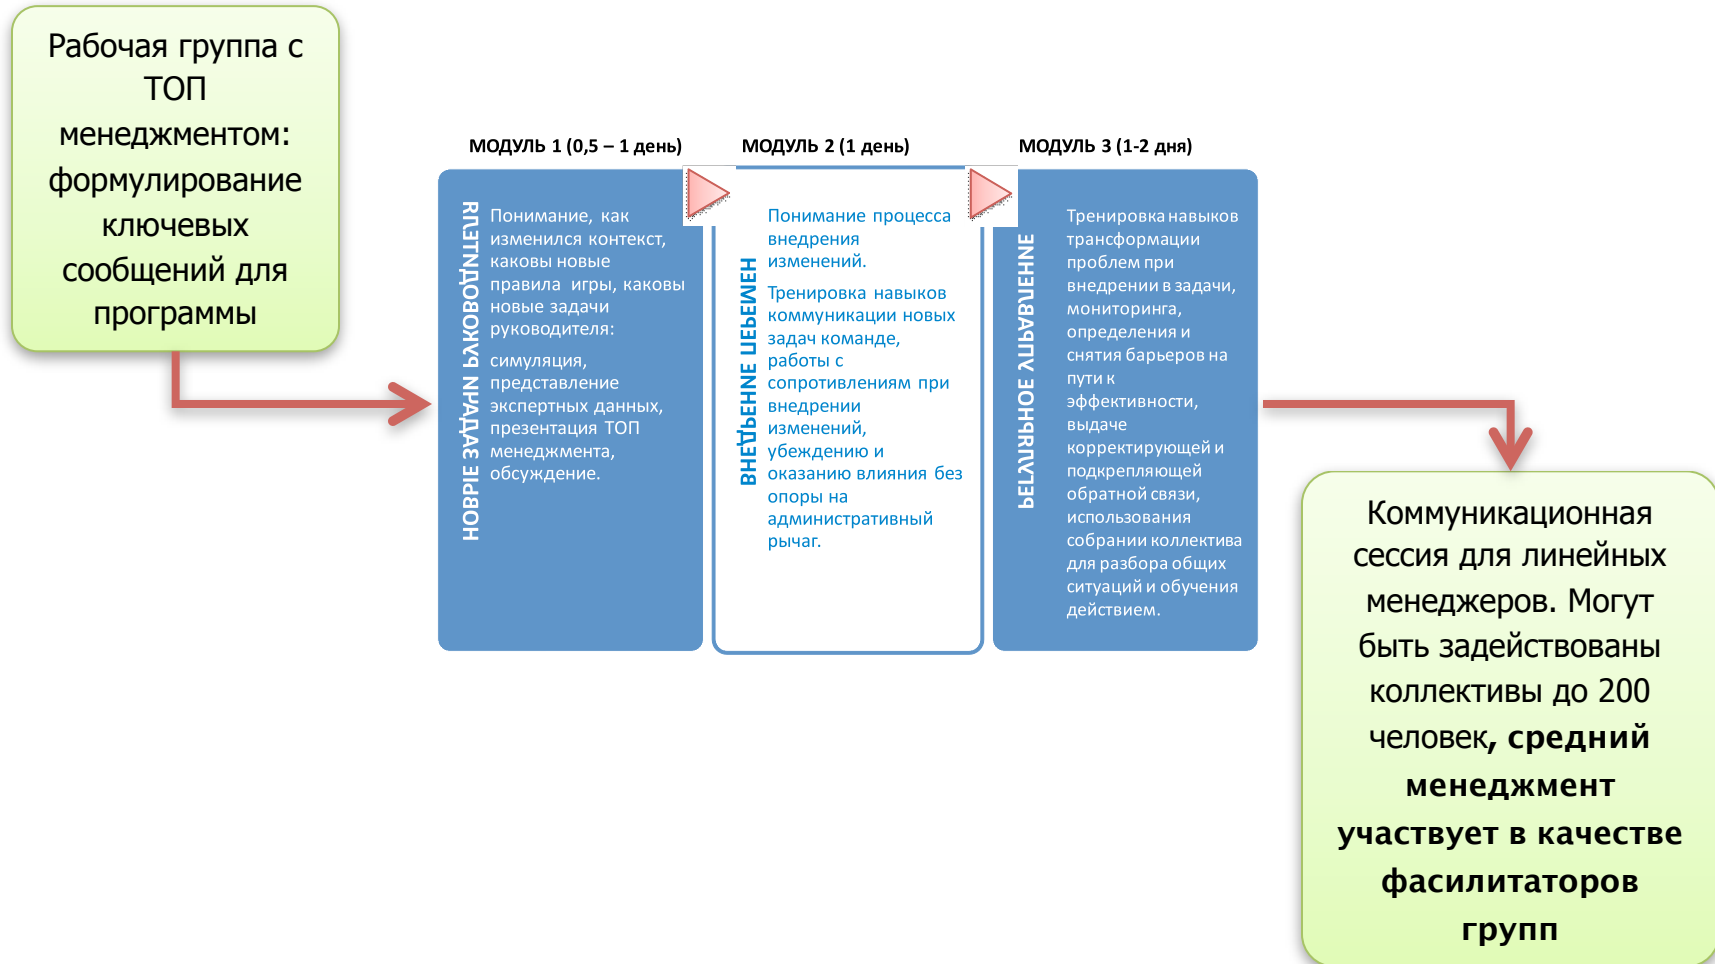 Рабочая группа с
ТОП
менеджментом:
формулирование
ключевых
сообщений для
программы
МОДУЛЬ 1 (0,5 – 1 день)
НОВЫЕ ЗАДАЧИ РУКОВОДИТЕЛЯ
Понимание, как
изменился контекст,
каковы новые
правила игры, каковы
новые задачи
руководителя:
симуляция,
представление
экспертных данных,
презентация ТОП
менеджмента,
обсуждение.
МОДУЛЬ 2 (1 день)
ВНЕДРЕНИЕ ПЕРЕМЕН
Понимание процесса
внедрения
изменений.
Тренировка навыков
коммуникации новых
задач команде,
работы с
сопротивлениям при
внедрении
изменений,
убеждению и
оказанию влияния без
опоры на
административный
рычаг.
МОДУЛЬ 3 (1-2 дня)
РЕГУЛЯРНОЕ УПРАВЛЕНИЕ
Тренировка навыков
трансформации
проблем при
внедрении в задачи,
мониторинга,
определения и
снятия барьеров на
пути к
эффективности,
выдаче
корректирующей и
подкрепляющей
обратной связи,
использования
собрании коллектива
для разбора общих
ситуаций и обучения
действием.
Коммуникационная
сессия для линейных
менеджеров. Могут
быть задействованы
коллективы до 200
человек, средний
менеджмент
участвует в качестве
фасилитаторов
групп